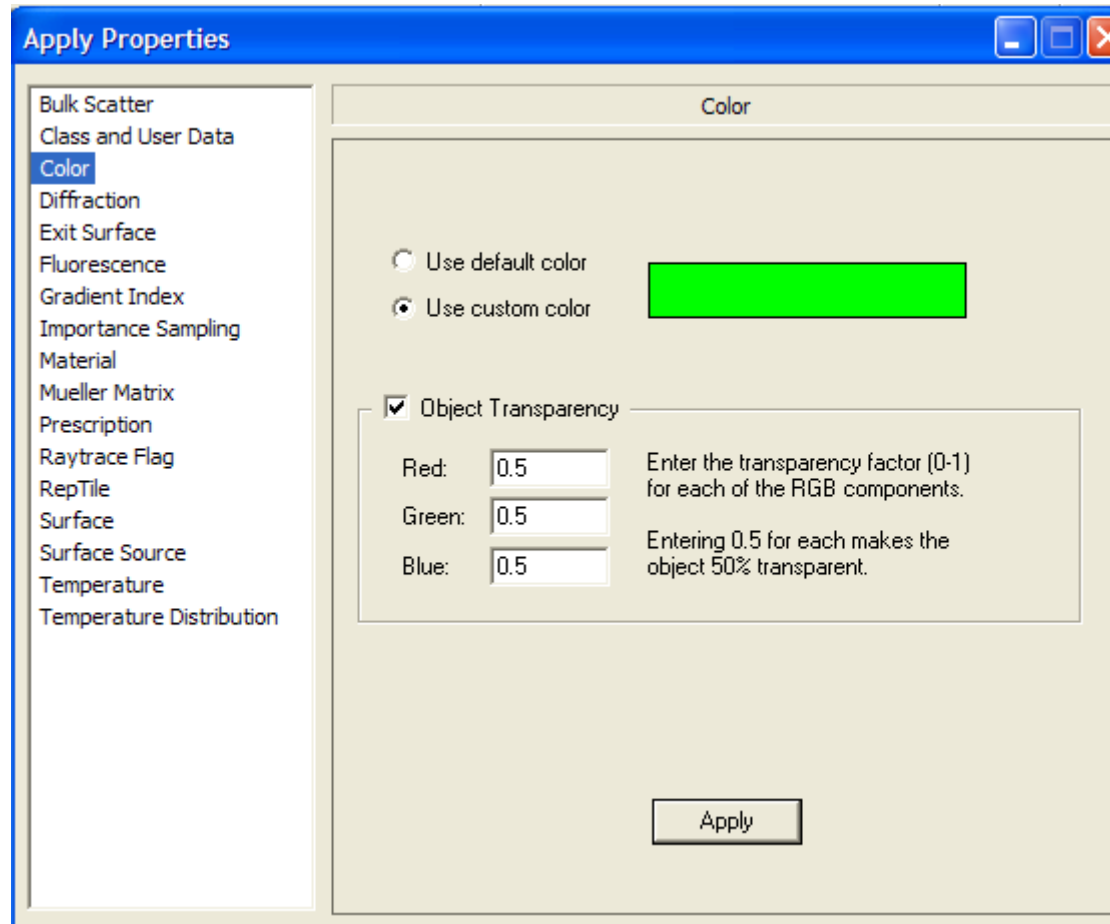 Apply Properties
Bulk Scatter
Class and User Data
Color
Diffraction
Exit Surface
Fluorescence
Gradient Index
Importance Sampling
Material
Mueller Matrix
Prescription
Raytrace Flag
RepTile
Surface
Surface Source
Temperature
Temperature Distribution
Color
Use default color
Use custom color
Object Transparency
Red: 0.5
Green: 0.5
Blue: 0.5
Enter the transparency factor (0-1)
for each of the RGB components.
Entering 0.5 for each makes the
object 50% transparent.
Apply